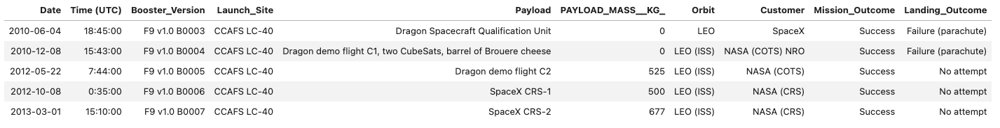 Date Time (UTC) Booster_Version Launch_Site Payload PAYLOAD_MASS__KG_ Orbit Customer Mission_Outcome Landing_Outcome
2010-06-04 18:45:00 F9 v1.0 B0003 CCAFS LC-40 Dragon Spacecraft Qualification Unit 0 LEO SpaceX Success Failure (parachute)
2010-12-08 15:43:00 F9 v1.0 B0004 CCAFS LC-40 Dragon demo flight C1, two CubeSats, barrel of Brouere cheese 0 LEO (ISS) NASA (COTS) NRO Success Failure (parachute)
2012-05-22 7:44:00 F9 v1.0 B0005 CCAFS LC-40 Dragon demo flight C2 525 LEO (ISS) NASA (COTS) Success No attempt
2012-10-08 0:35:00 F9 v1.0 B0006 CCAFS LC-40 SpaceX CRS-1 500 LEO (ISS) NASA (CRS) Success No attempt
2013-03-01 15:10:00 F9 v1.0 B0007 CCAFS LC-40 SpaceX CRS-2 677 LEO (ISS) NASA (CRS) Success No attempt